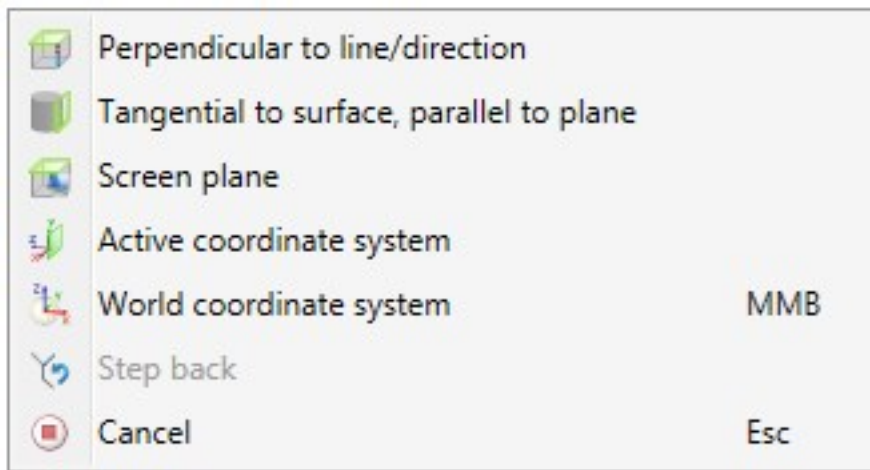 Perpendicular to line/direction
Tangential to surface, parallel to plane
Screen plane
Active coordinate system
World coordinate system MMB
Step back
Cancel Esc